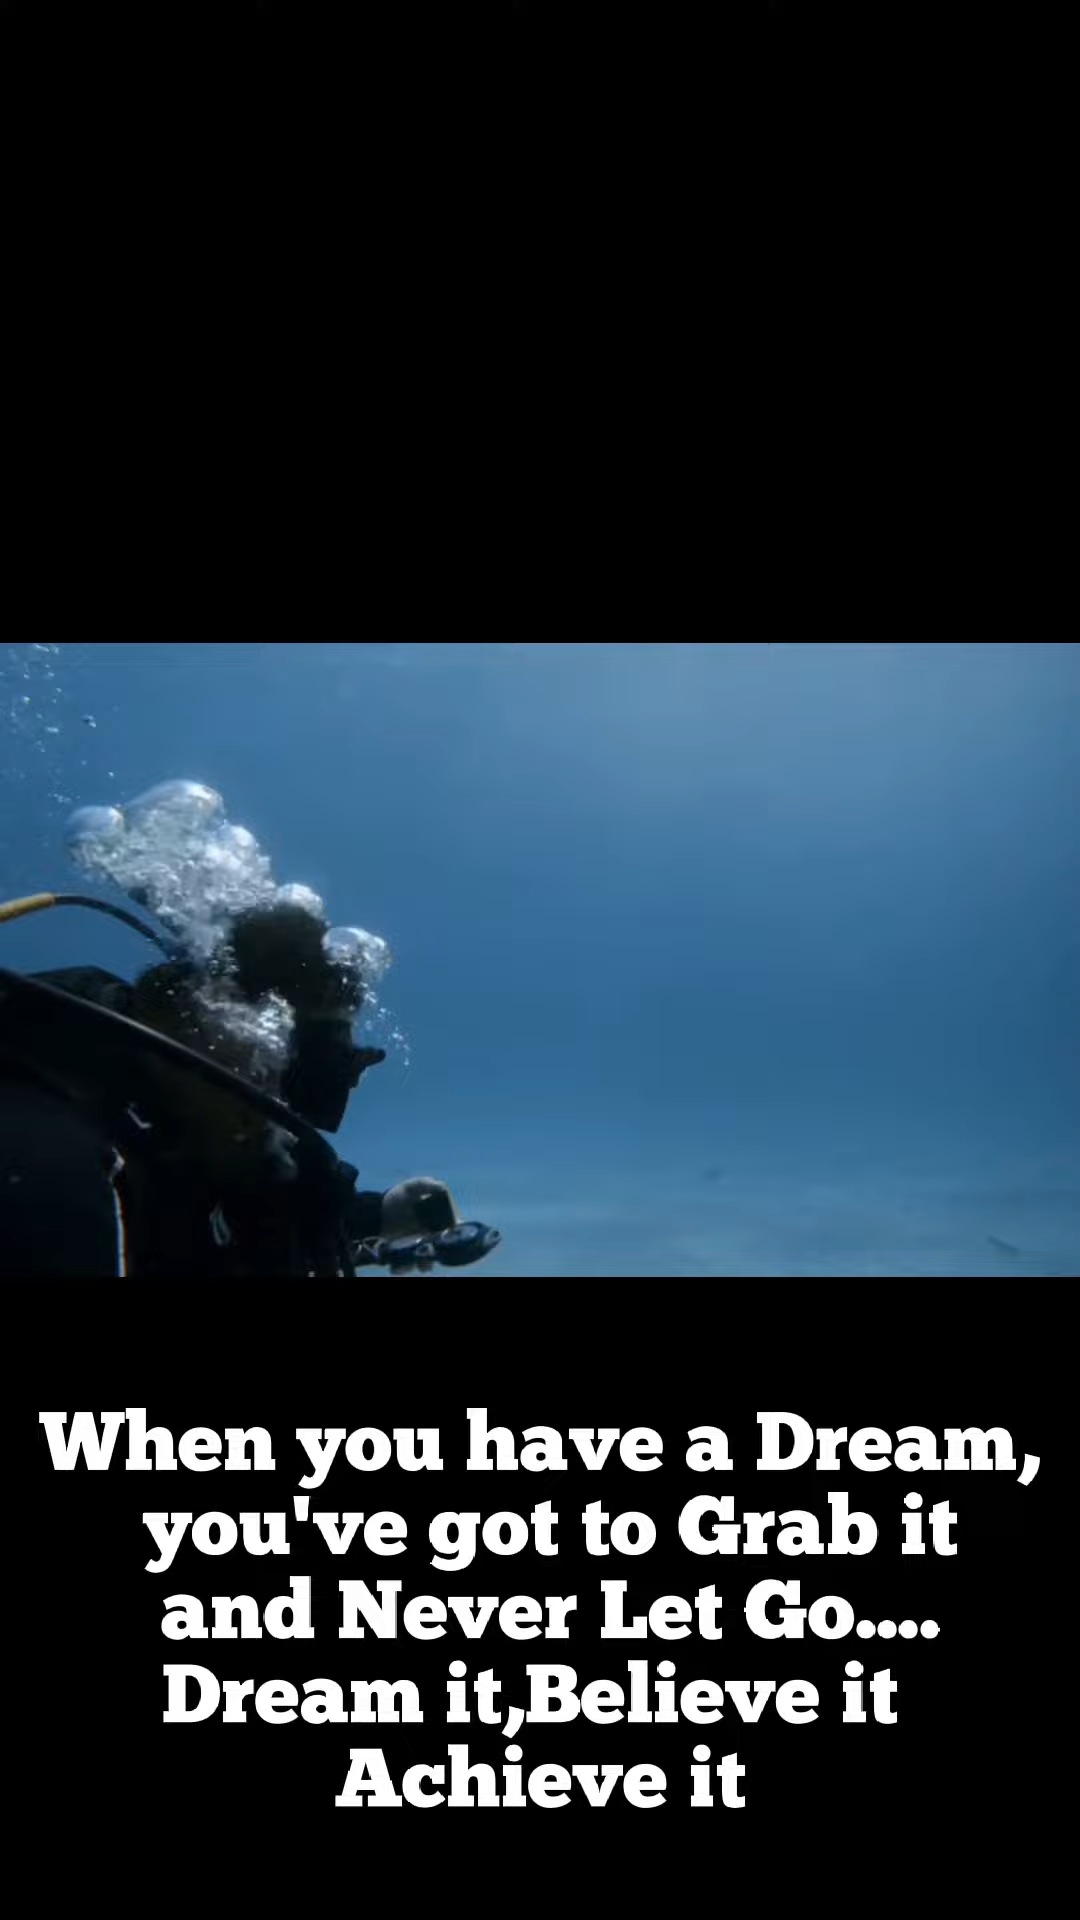 When you have a Dream,
you've got to Grab it
and Never Let Go....
Dream it,Believe it
Achieve it